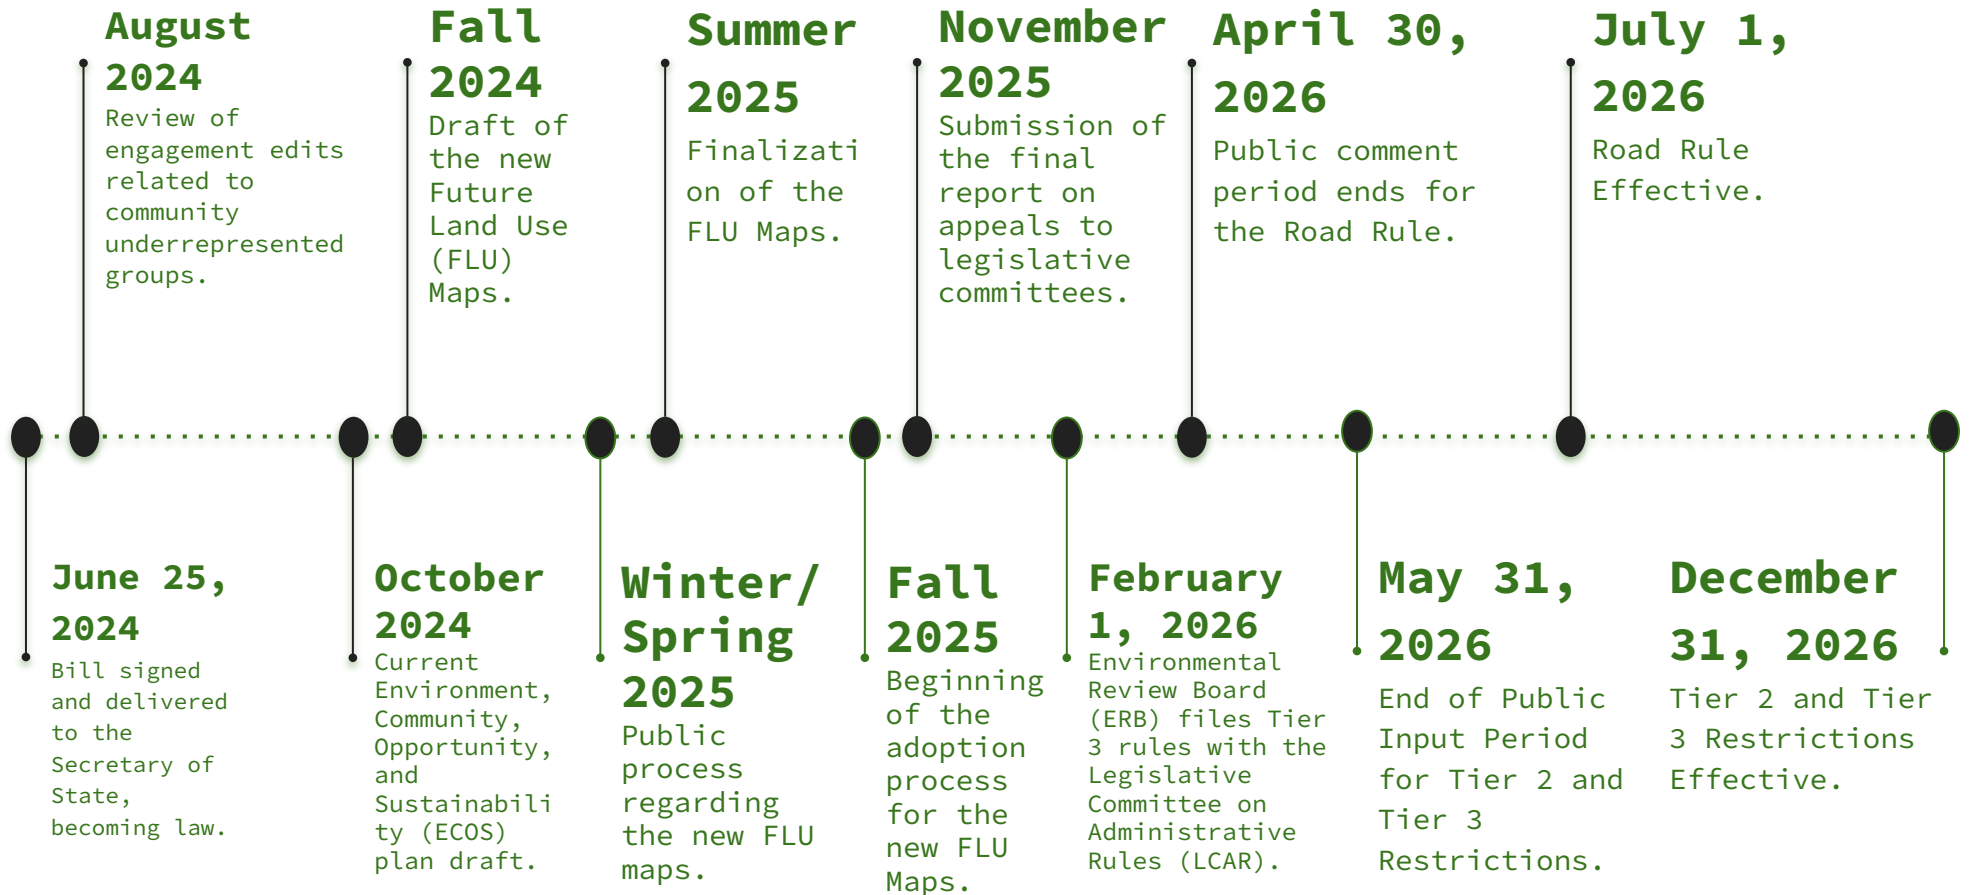 August
2024
Review of
engagement edits
related to
community
underrepresented
groups.
Fall
2024
Draft of
the new
Future
Land Use
(FLU)
Maps.
Summer
2025
Finalizati
on of the
FLU Maps.
November
2025
Submission of
the final
report on
appeals to
legislative
committees.
April 30,
2026
Public comment
period ends for
the Road Rule.
July 1,
2026
Road Rule
Effective.
June 25,
2024
Bill signed
and delivered
to the
Secretary of
State,
becoming law.
October
2024
Current
Environment,
Community,
Opportunity,
and
Sustainabili
ty (ECOS)
plan draft.
Winter/
Spring
2025
Public
process
regarding
the new FLU
maps.
Fall
2025
Beginning
of the
adoption
process
for the
new FLU
Maps.
February
1, 2026
Environmental
Review Board
(ERB) files Tier
3 rules with the
Legislative
Committee on
Administrative
Rules (LCAR).
May 31,
2026
End of Public
Input Period
for Tier 2 and
Tier 3
Restrictions.
December
31, 2026
Tier 2 and Tier
3 Restrictions
Effective.